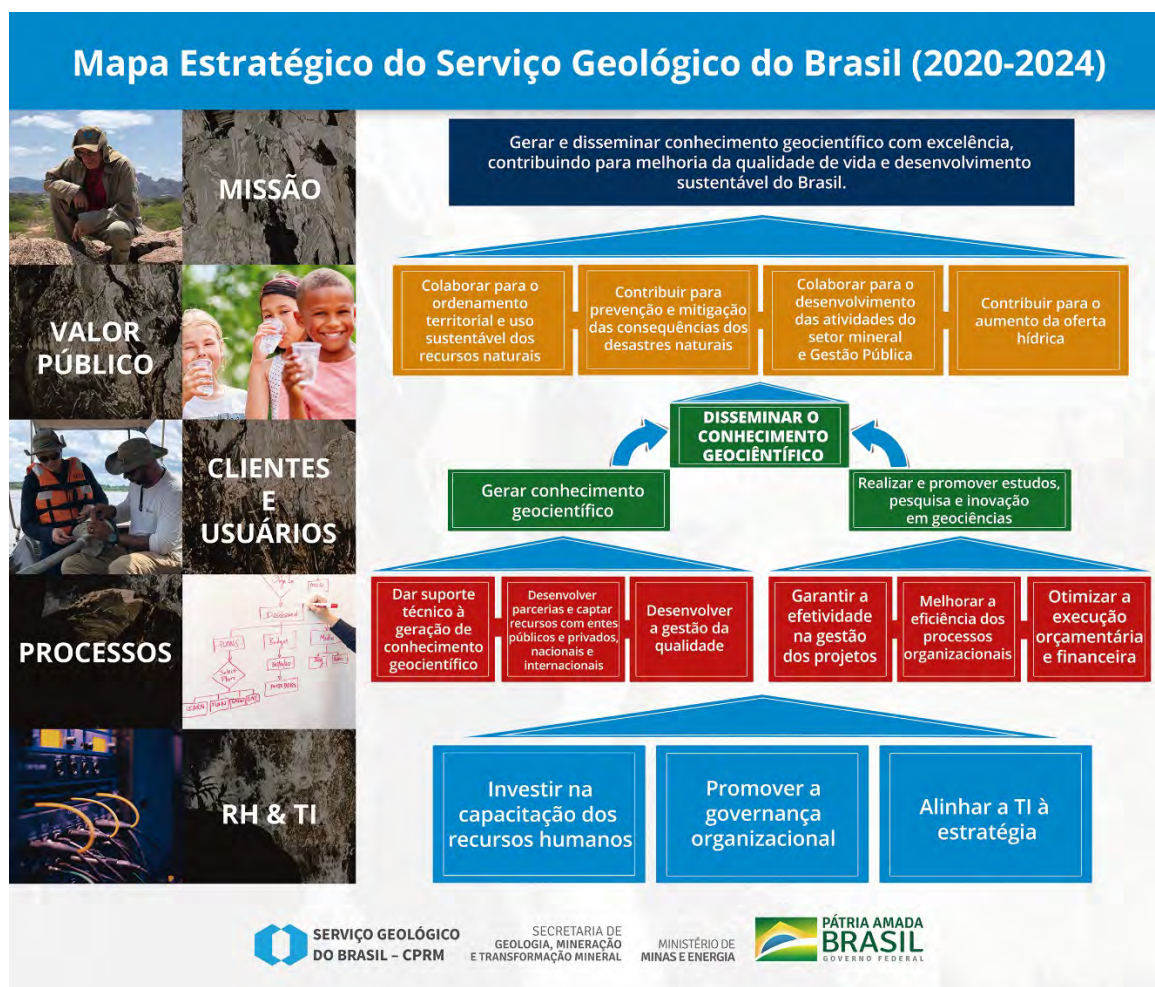 Mapa Estratégico do Serviço Geológico do Brasil (2020-2024)
MISSÃO
Gerar e disseminar conhecimento geocientífico com excelência,
contribuindo para melhoria da qualidade de vida e desenvolvimento
sustentável do Brasil.
VALOR
PÚBLICO
Colaborar para o
ordenamento
territorial e uso
sustentável dos
recursos naturais
Contribuir para
prevenção e mitigação
das consequências dos
desastres naturais
Colaborar para o
desenvolvimento
das atividades do
setor mineral
e Gestão Pública
Contribuir para o
aumento da oferta
hídrica
CLIENTES
E
USUÁRIOS
DISSEMINAR O
CONHECIMENTO
GEOCIÊNTÍFICO
Gerar conhecimento
geocientífico
Realizar e promover estudos,
pesquisa e inovação
em geociências
PROCESSOS
Dashboard
Budget
Dar suporte
técnico à
geração de
conhecimento
geocientífico
Desenvolver
parcerias e captar
recursos com entes
públicos e privados,
nacionais e
internacionais
Desenvolver
a gestão da
qualidade
Garantir a
efetividade
na gestão
dos projetos
Melhorar a
eficiência dos
processos
organizacionais
Otimizar a
execução
orçamentária
e financeira
RH & TI
Investir na
capacitação dos
recursos humanos
Promover a
governança
organizacional
Alinhar a TI à
estratégia
SERVIÇO GEOLÓGICO
DO BRASIL – CPRM
SECRETARIA DE
GEOLOGIA, MINERAÇÃO
E TRANSFORMAÇÃO MINERAL
MINISTÉRIO DE
MINAS E ENERGIA
PÁTRIA AMADA
BRASIL
GOVERNO FEDERAL